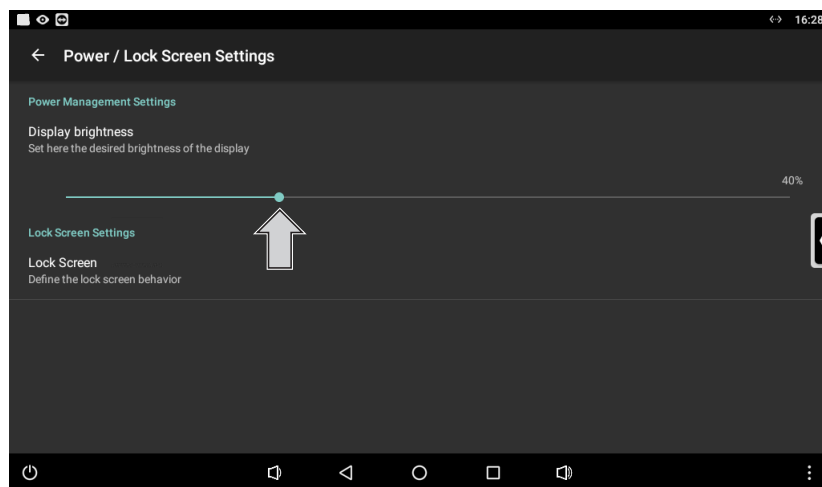 16:28
Power / Lock Screen Settings
Power Management Settings
Display brightness
Set here the desired brightness of the display
40%
Lock Screen Settings
Lock Screen
Define the lock screen behavior